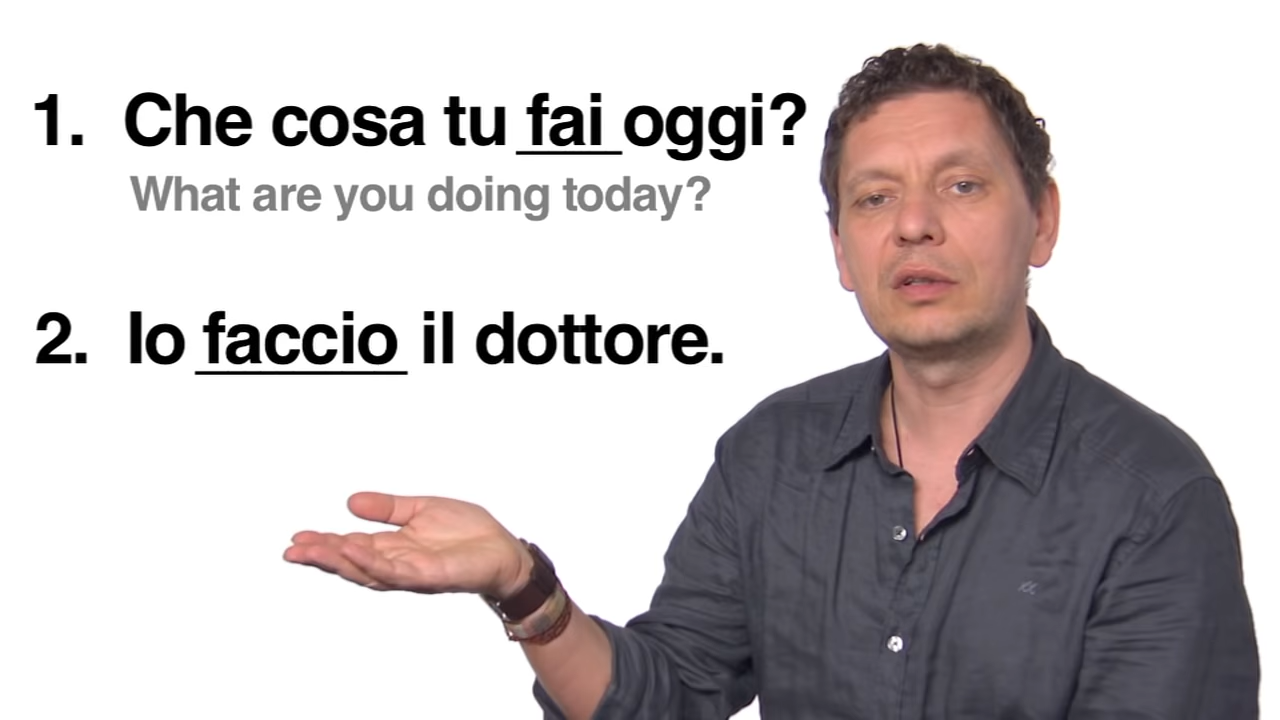 1. Che cosa tu fai oggi?
What are you doing today?
2. Io faccio il dottore.